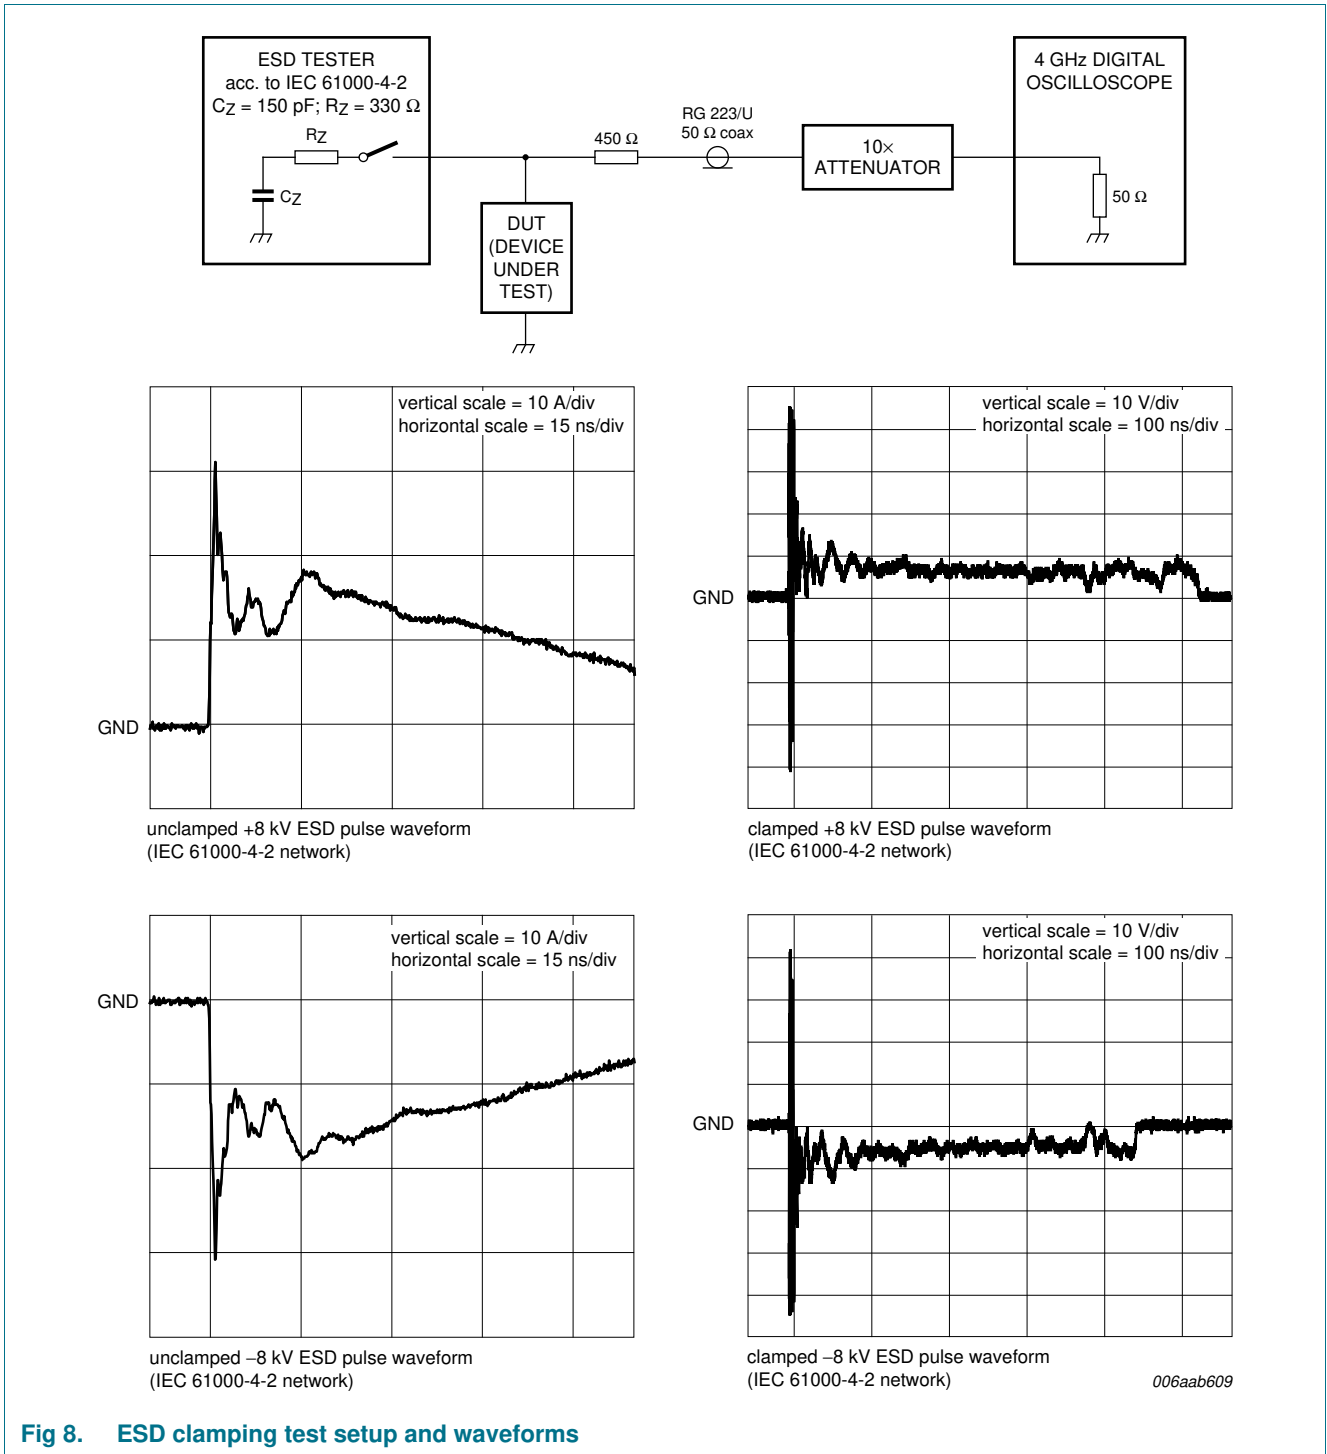 ESD TESTER
acc. to IEC 61000-4-2
CZ = 150 pF; RZ = 330 Ω
RZ
CZ
DUT
(DEVICE
UNDER
TEST)
450 Ω
RG 223/U
50 Ω coax
10×
ATTENUATOR
4 GHz DIGITAL
OSCILLOSCOPE
50 Ω
vertical scale = 10 A/div
horizontal scale = 15 ns/div
GND
unclamped +8 kV ESD pulse waveform
(IEC 61000-4-2 network)
vertical scale = 10 V/div
horizontal scale = 100 ns/div
GND
clamped +8 kV ESD pulse waveform
(IEC 61000-4-2 network)
vertical scale = 10 A/div
horizontal scale = 15 ns/div
GND
unclamped −8 kV ESD pulse waveform
(IEC 61000-4-2 network)
vertical scale = 10 V/div
horizontal scale = 100 ns/div
GND
clamped −8 kV ESD pulse waveform
(IEC 61000-4-2 network)
006aab609
Fig 8. ESD clamping test setup and waveforms